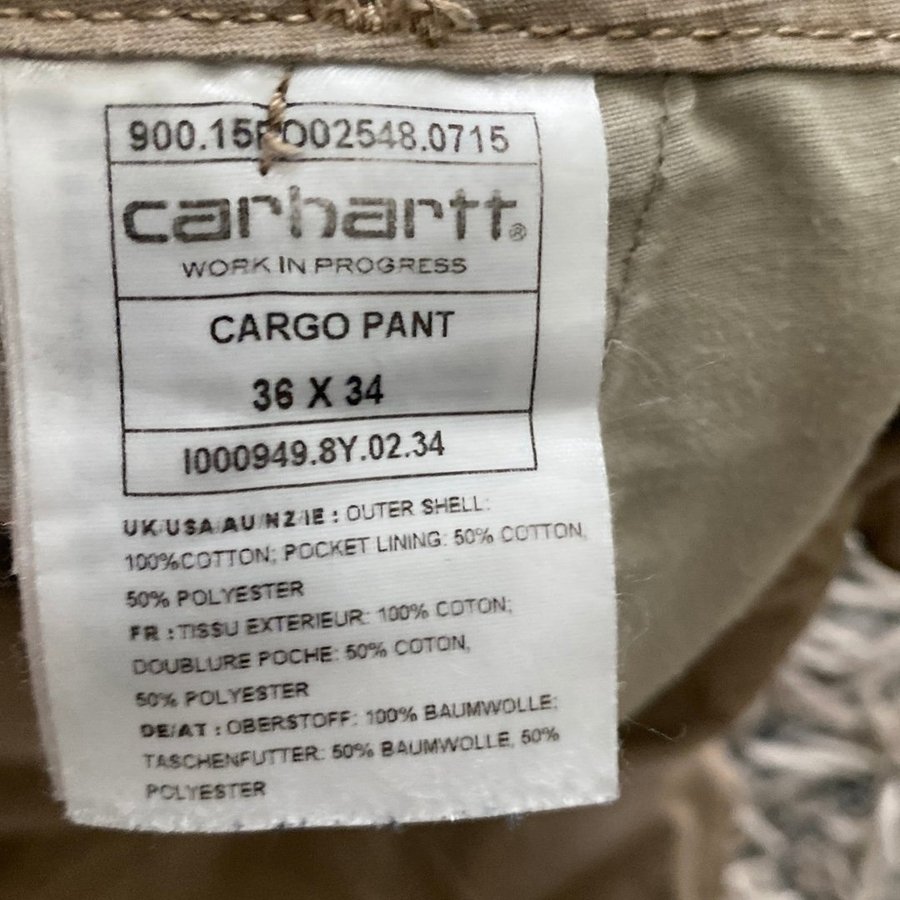 900.15PO02548.0715
carhartt®
WORK IN PROGRESS
CARGO PANT
36 X 34
I000949.8Y.02.34
UK/USA/AU/NZ/IE : OUTER SHELL:
100%COTTON; POCKET LINING: 50% COTTON,
50% POLYESTER
FR : TISSU EXTERIEUR: 100% COTON;
DOUBLURE POCHE: 50% COTON,
50% POLYESTER
DE/AT : OBERSTOFF: 100% BAUMWOLLE;
TASCHENFUTTER: 50% BAUMWOLLE, 50%
POLYESTER